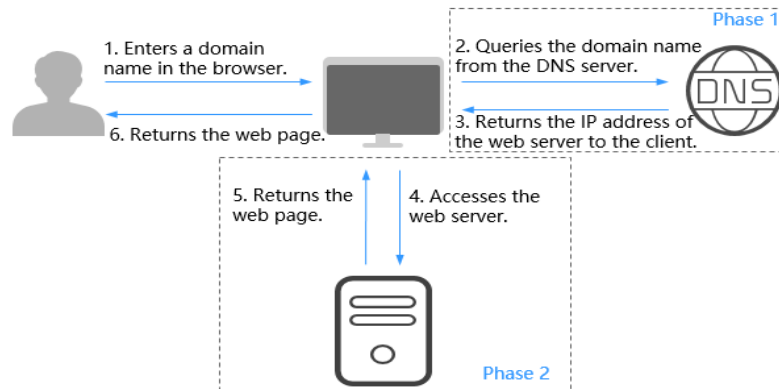 Phase 1
1. Enters a domain
name in the browser.
2. Queries the domain name
from the DNS server.
DNS
3. Returns the IP address of
the web server to the client.
6. Returns the web page.
5. Returns the
web page.
4. Accesses the
web server.
Phase 2